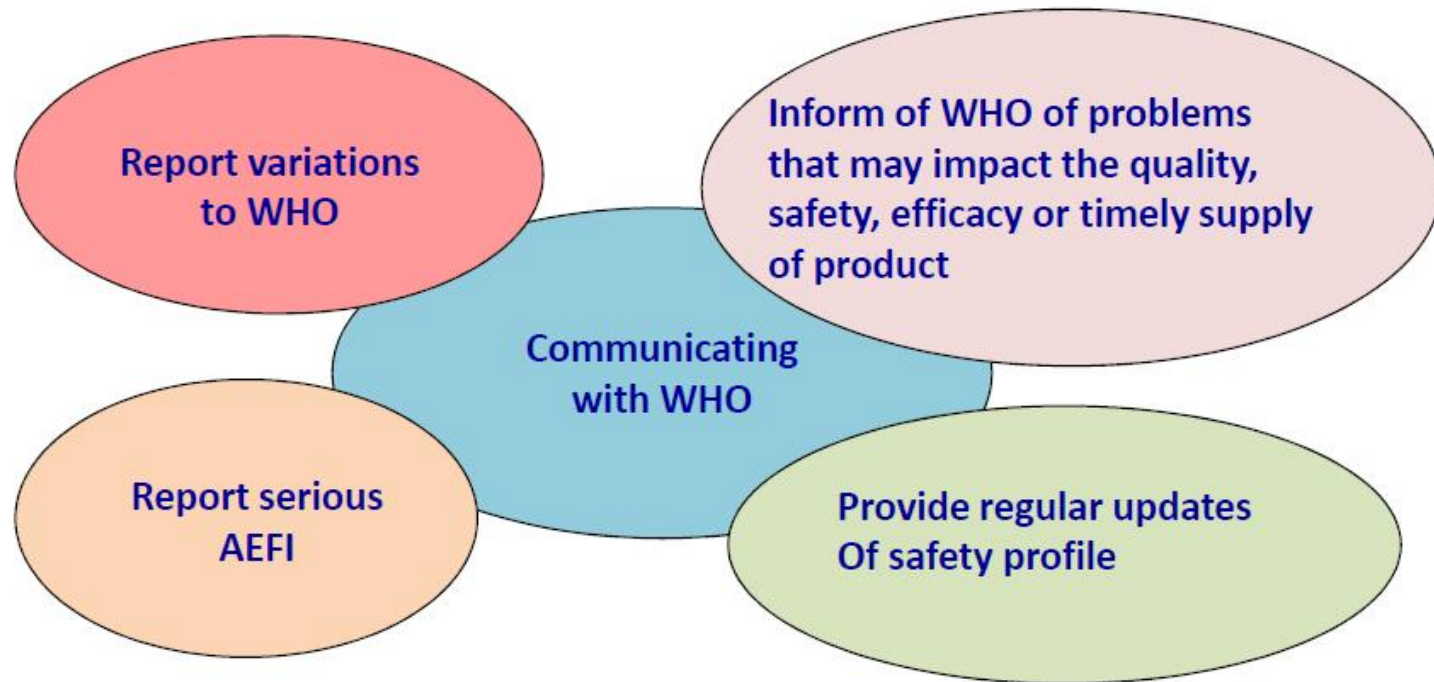 Report variations
to WHO
Inform of WHO of problems
that may impact the quality,
safety, efficacy or timely supply
of product
Communicating
with WHO
Report serious
AEFI
Provide regular updates
Of safety profile